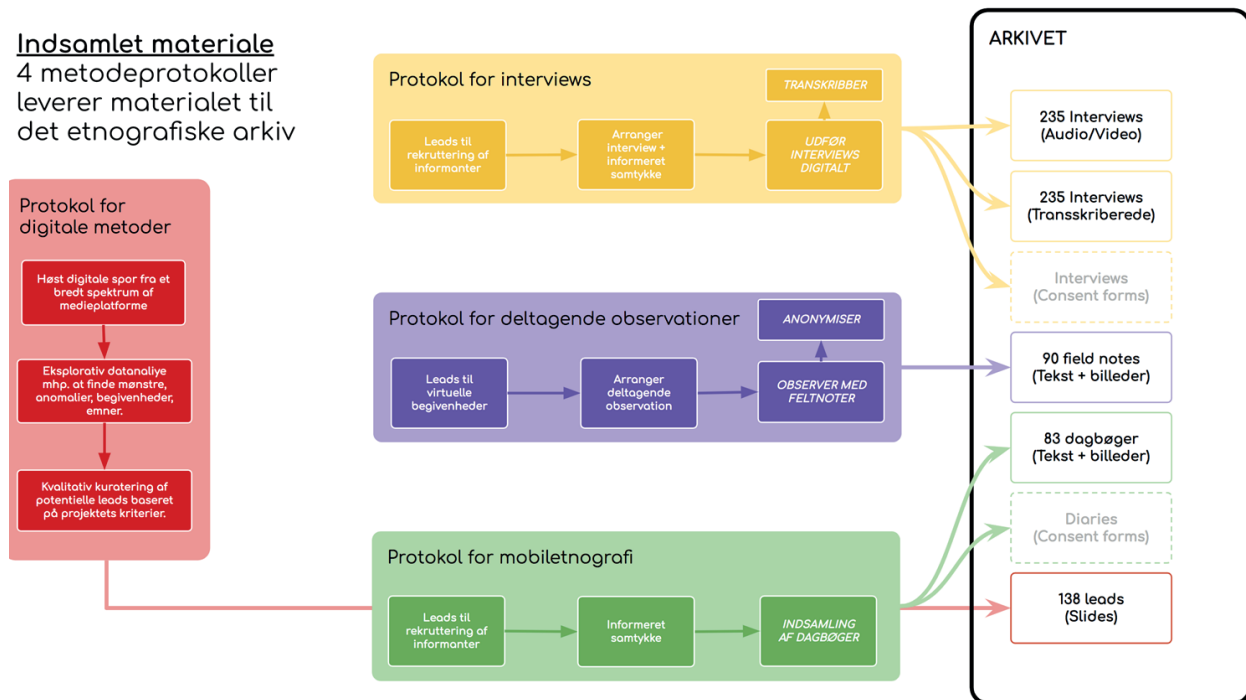 Indsamlet materiale
4 metodeprotokoller
leverer materialet til
det etnografiske arkiv
Protokol for
digitale metoder
Høst digitale spor fra et
bredt spektrum af
medieplatforme
Eksplorativ datanaliye
mhp. at finde mønstre,
anomalier, begivenheder,
emner.
Kvalitativ kuratering af
potentielle leads baseret
på projektets kriterier.
Protokol for interviews
TRANSKRIBBER
Leads til
rekruttering af
informanter
Arranger
interview +
informeret
samtykke
UDFØR
INTERVIEWS
DIGITALT
Protokol for deltagende observationer
ANONYMISER
Leads til
virtuelle
begivenheder
Arranger
deltagende
observation
OBSERVER MED
FELTNOTER
Protokol for mobiletnografi
Leads til
rekruttering af
informanter
Informeret
samtykke
INDSAMLING
AF DAGBØGER
ARKIVET
235 Interviews
(Audio/Video)
235 Interviews
(Transskriberede)
Interviews
(Consent forms)
90 field notes
(Tekst + billeder)
83 dagbøger
(Tekst + billeder)
Diaries
(Consent forms)
138 leads
(Slides)